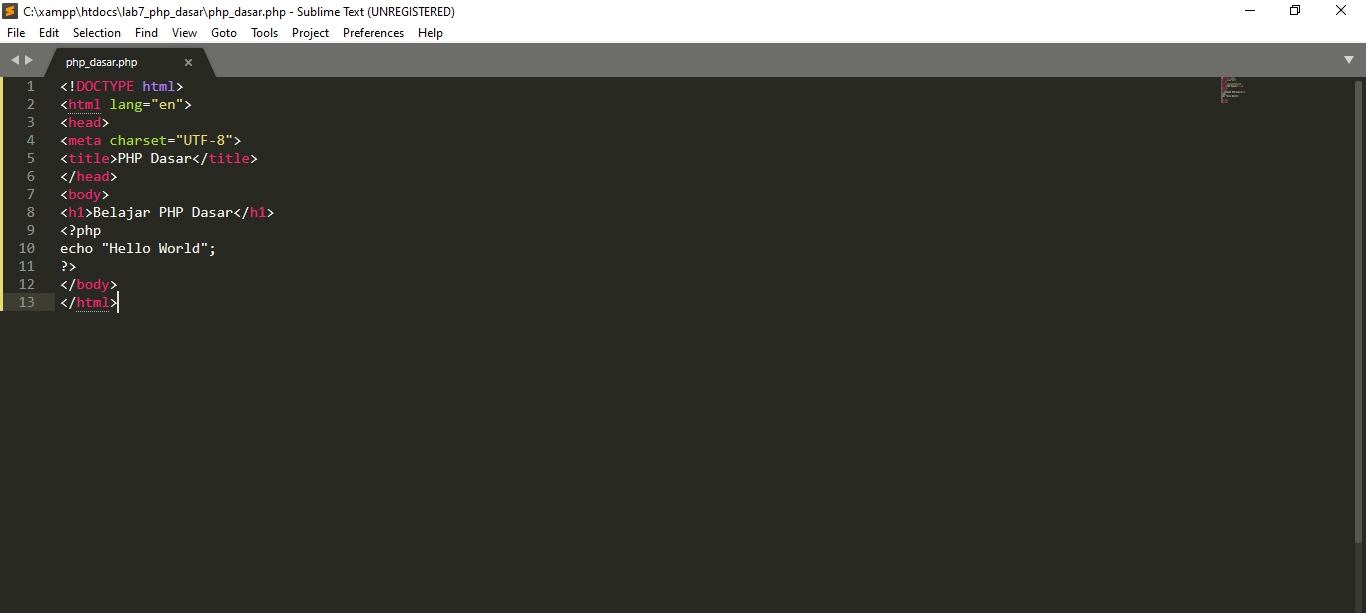 C:\xampp\htdocs\lab7_php_dasar\php_dasar.php - Sublime Text (UNREGISTERED)
File Edit Selection Find View Goto Tools Project Preferences Help
php_dasar.php
1 <!DOCTYPE html>
2 <html lang="en">
3 <head>
4 <meta charset="UTF-8">
5 <title>PHP Dasar</title>
6 </head>
7 <body>
8 <h1>Belajar PHP Dasar</h1>
9 <?php
10 echo "Hello World";
11 ?>
12 </body>
13 </html>